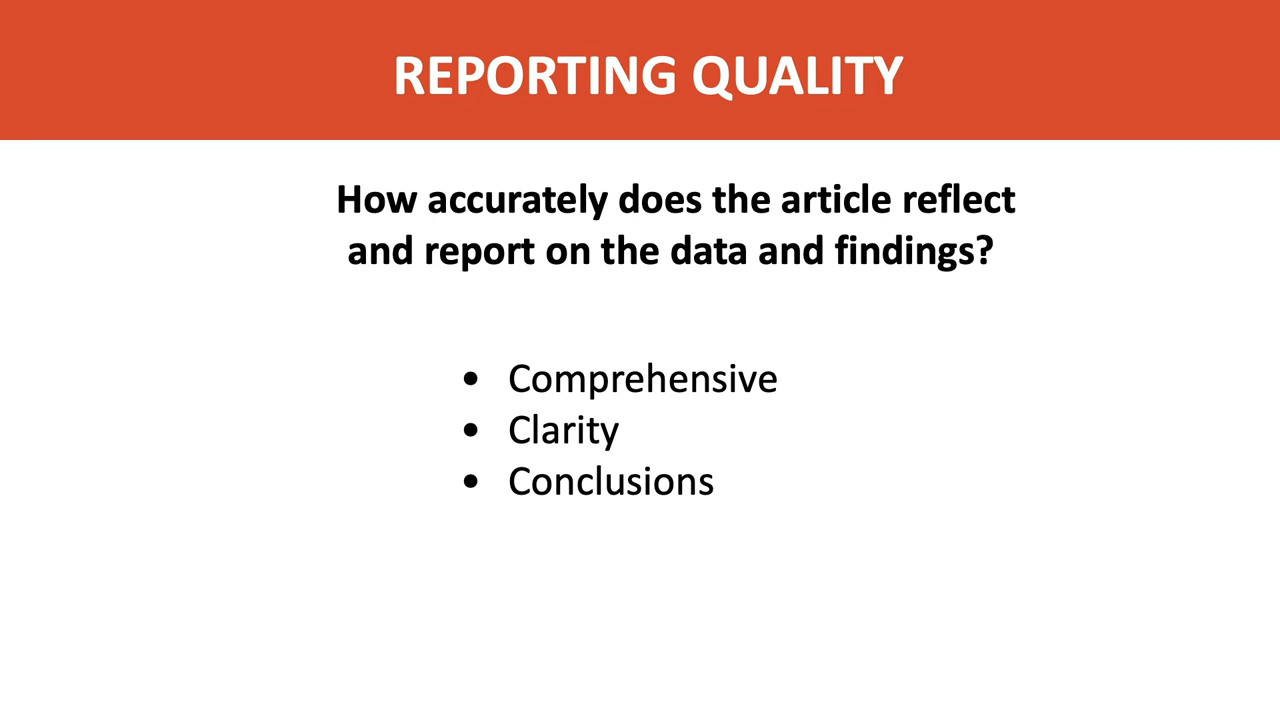 REPORTING QUALITY
How accurately does the article reflect
and report on the data and findings?
• Comprehensive
• Clarity
• Conclusions